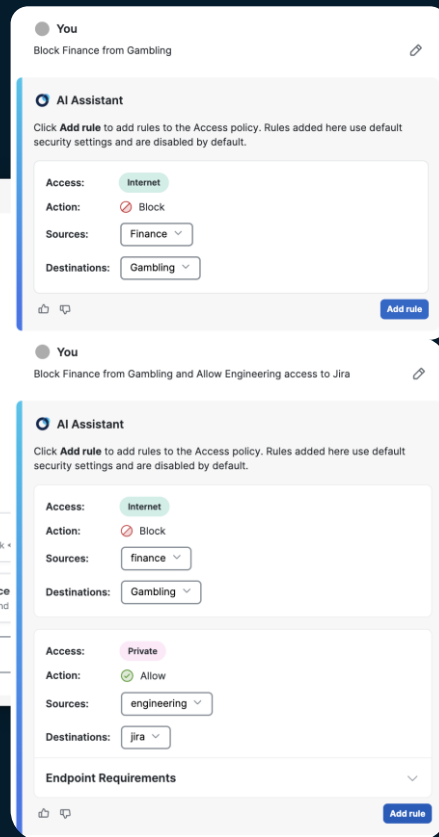 You
Block Finance from Gambling
AI Assistant
Click Add rule to add rules to the Access policy. Rules added here use default
security settings and are disabled by default.
Access: Internet
Action: Block
Sources: Finance
Destinations: Gambling
Add rule
You
Block Finance from Gambling and Allow Engineering access to Jira
AI Assistant
Click Add rule to add rules to the Access policy. Rules added here use default
security settings and are disabled by default.
Access: Internet
Action: Block
Sources: finance
Destinations: Gambling
Access: Private
Action: Allow
Sources: engineering
Destinations: jira
Endpoint Requirements
Add rule